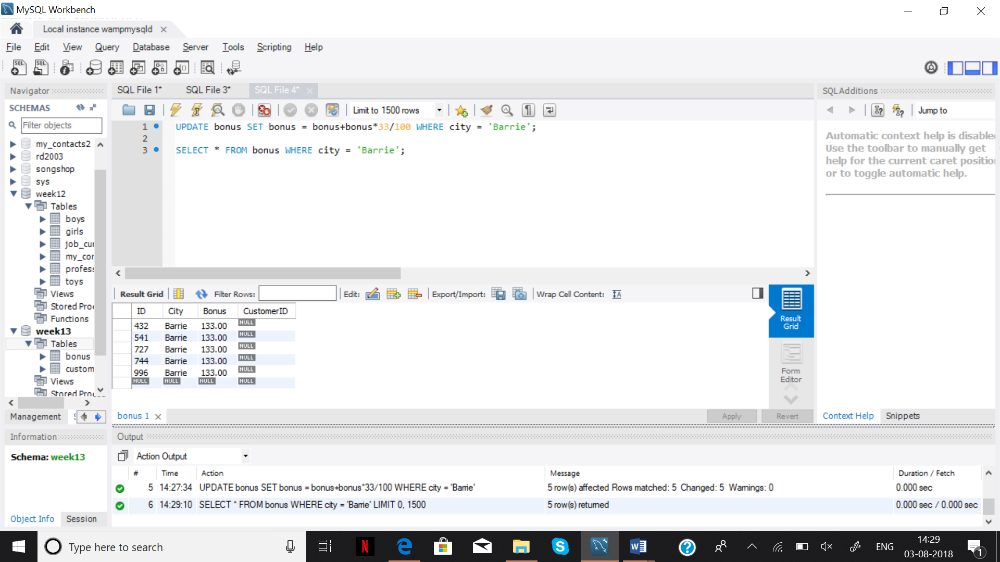 MySQL Workbench
Local instance wampmysqld
File Edit View Query Database Server Tools Scripting Help
Navigator
SCHEMAS
Filter objects
my_contacts2
rd2003
songshop
sys
week12
Tables
boys
girls
job_cur
my_cor
profes
toys
Views
Stored Pro
Functions
week13
Tables
bonus
custom
Views
Stored Proc
Management
Information
Schema: week13
Object Info Session
SQL File 1* SQL File 3* SQL File 4*
Limit to 1500 rows
1 UPDATE bonus SET bonus = bonus+bonus*33/100 WHERE city = 'Barrie';
2
3 SELECT * FROM bonus WHERE city = 'Barrie';
Result Grid Filter Rows: Edit: Export/Import: Wrap Cell Content:
ID City Bonus CustomerID
432 Barrie 133.00 NULL
541 Barrie 133.00 NULL
727 Barrie 133.00 NULL
744 Barrie 133.00 NULL
996 Barrie 133.00 NULL
NULL NULL NULL NULL
Result
Grid
Form
Editor
bonus 1
Apply Revert
SQLAdditions
Jump to
Automatic context help is disable
Use the toolbar to manually get
help for the current caret positio
or to toggle automatic help.
Context Help Snippets
Output
Action Output
# Time Action Message Duration / Fetch
5 14:27:34 UPDATE bonus SET bonus = bonus+bonus*33/100 WHERE city = 'Barrie' 5 row(s) affected Rows matched: 5 Changed: 5 Warnings: 0 0.000 sec
6 14:29:10 SELECT * FROM bonus WHERE city = 'Barrie' LIMIT 0, 1500 5 row(s) returned 0.000 sec / 0.000 sec
Type here to search
ENG
14:29
03-08-2018
1